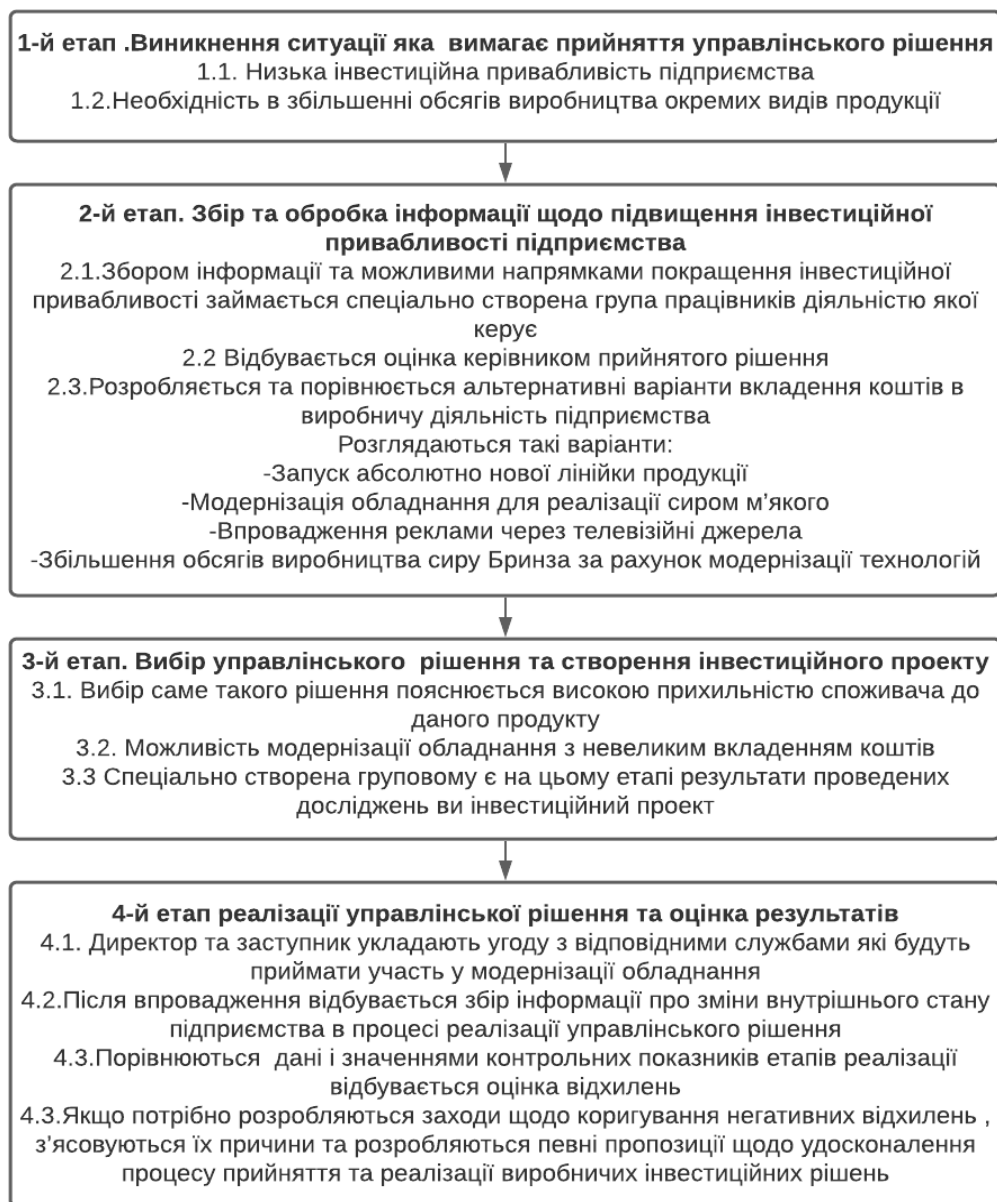 1-й етап .Виникнення ситуації яка  вимагає прийняття управлінського рішення
1.1. Низька інвестиційна привабливість підприємства
1.2.Необхідність в збільшенні обсягів виробництва окремих видів продукції
2-й етап. Збір та обробка інформації щодо підвищення інвестиційної
привабливості підприємства
2.1.Збором інформації та можливими напрямками покращення інвестиційної
привабливості займається спеціально створена група працівників діяльністю якої
керує
2.2 Відбувається оцінка керівником прийнятого рішення
2.3.Розробляється та порівнюється альтернативні варіанти вкладення коштів в
виробничу діяльність підприємства
Розглядаються такі варіанти:
-Запуск абсолютно нової лінійки продукції
-Модернізація обладнання для реалізації сиром м’якого
-Впровадження реклами через телевізійні джерела
-Збільшення обсягів виробництва сиру Бринза за рахунок модернізації технологій
3-й етап. Вибір управлінського  рішення та створення інвестиційного проекту
3.1. Вибір саме такого рішення пояснюється високою прихильністю споживача до
даного продукту
3.2. Можливість модернізації обладнання з невеликим вкладенням коштів
3.3 Спеціально створена груповому є на цьому етапі результати проведених
досліджень ви інвестиційний проект
4-й етап реалізації управлінської рішення та оцінка результатів
4.1. Директор та заступник укладають угоду з відповідними службами які будуть
приймати участь у модернізації обладнання
4.2.Після впровадження відбувається збір інформації про зміни внутрішнього стану
підприємства в процесі реалізації управлінського рішення
4.3.Порівнюються  дані і значеннями контрольних показників етапів реалізації
відбувається оцінка відхилень
4.3.Якщо потрібно розробляються заходи щодо коригування негативних відхилень ,
з’ясовуються їх причини та розробляються певні пропозиції щодо удосконалення
процесу прийняття та реалізації виробничих інвестиційних рішень